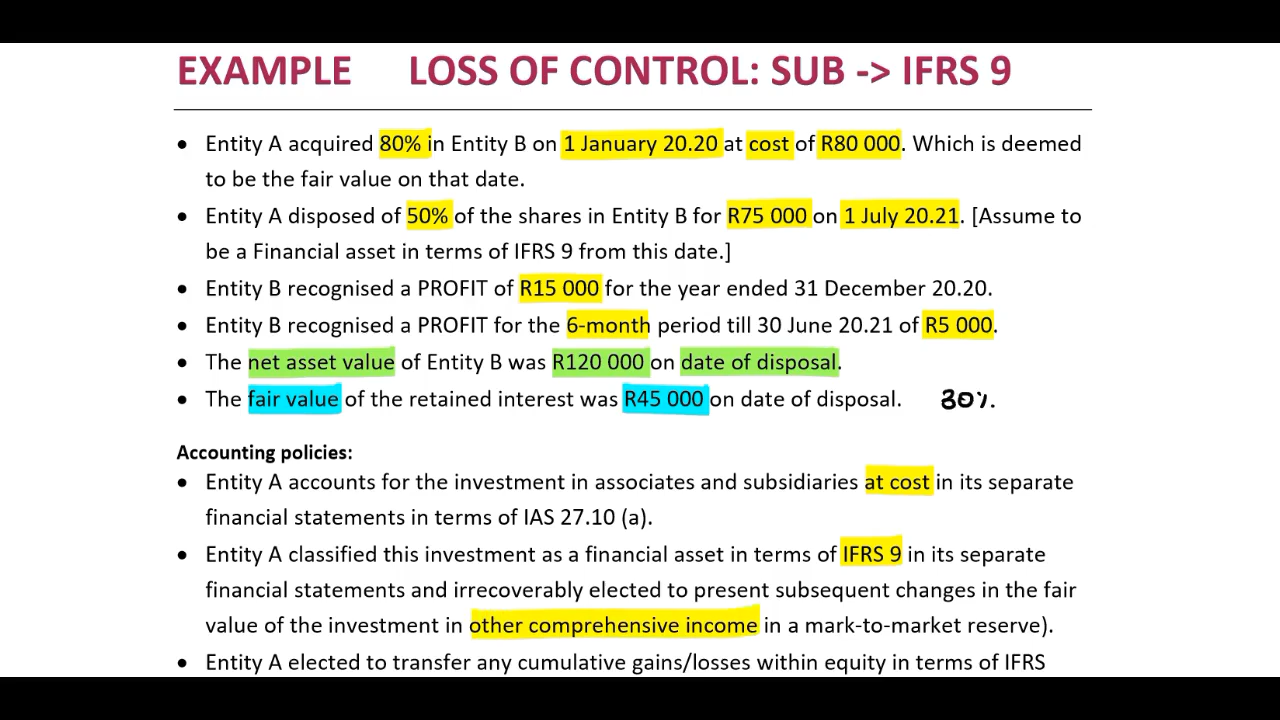 EXAMPLE LOSS OF CONTROL: SUB -> IFRS 9
• Entity A acquired 80% in Entity B on 1 January 20.20 at cost of R80 000. Which is deemed
to be the fair value on that date.
• Entity A disposed of 50% of the shares in Entity B for R75 000 on 1 July 20.21. [Assume to
be a Financial asset in terms of IFRS 9 from this date.]
• Entity B recognised a PROFIT of R15 000 for the year ended 31 December 20.20.
• Entity B recognised a PROFIT for the 6-month period till 30 June 20.21 of R5 000.
• The net asset value of Entity B was R120 000 on date of disposal.
• The fair value of the retained interest was R45 000 on date of disposal. 30%.
Accounting policies:
• Entity A accounts for the investment in associates and subsidiaries at cost in its separate
financial statements in terms of IAS 27.10 (a).
• Entity A classified this investment as a financial asset in terms of IFRS 9 in its separate
financial statements and irrecoverably elected to present subsequent changes in the fair
value of the investment in other comprehensive income in a mark-to-market reserve).
• Entity A elected to transfer any cumulative gains/losses within equity in terms of IFRS